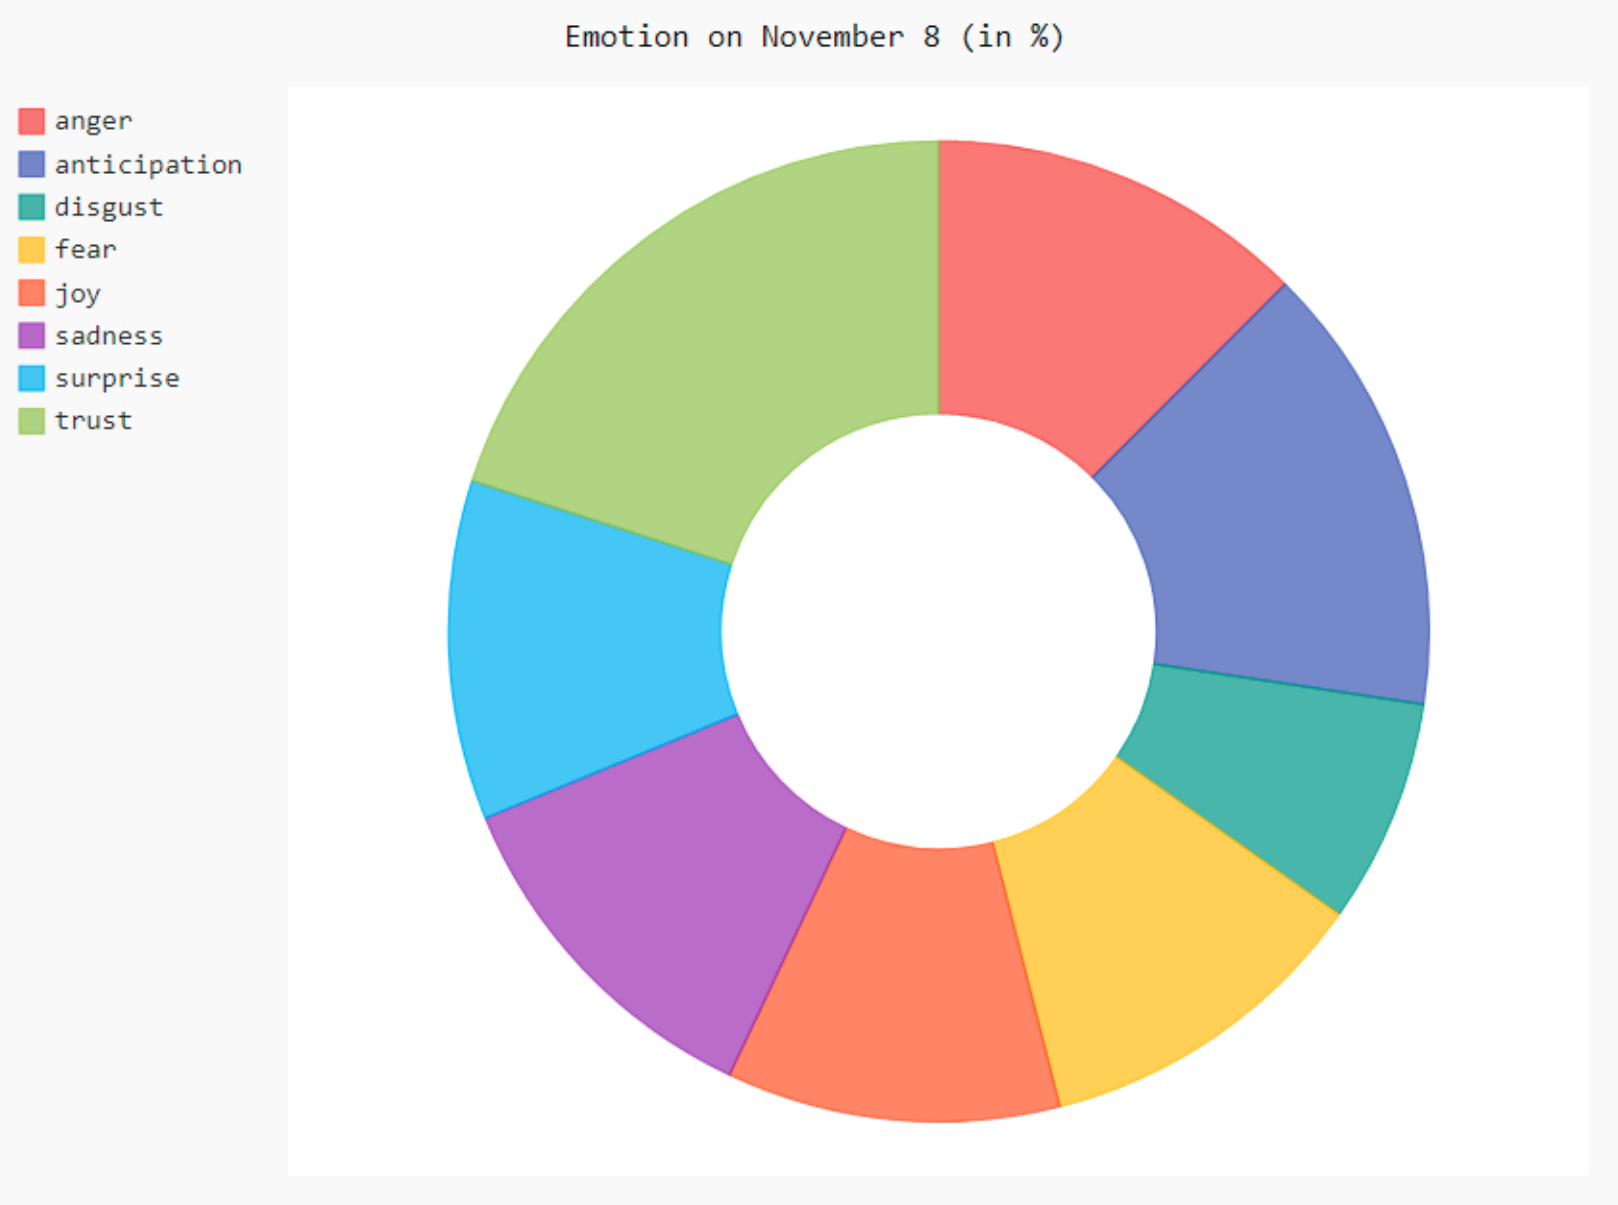 Emotion on November 8 (in %)
anger
anticipation
disgust
fear
joy
sadness
surprise
trust